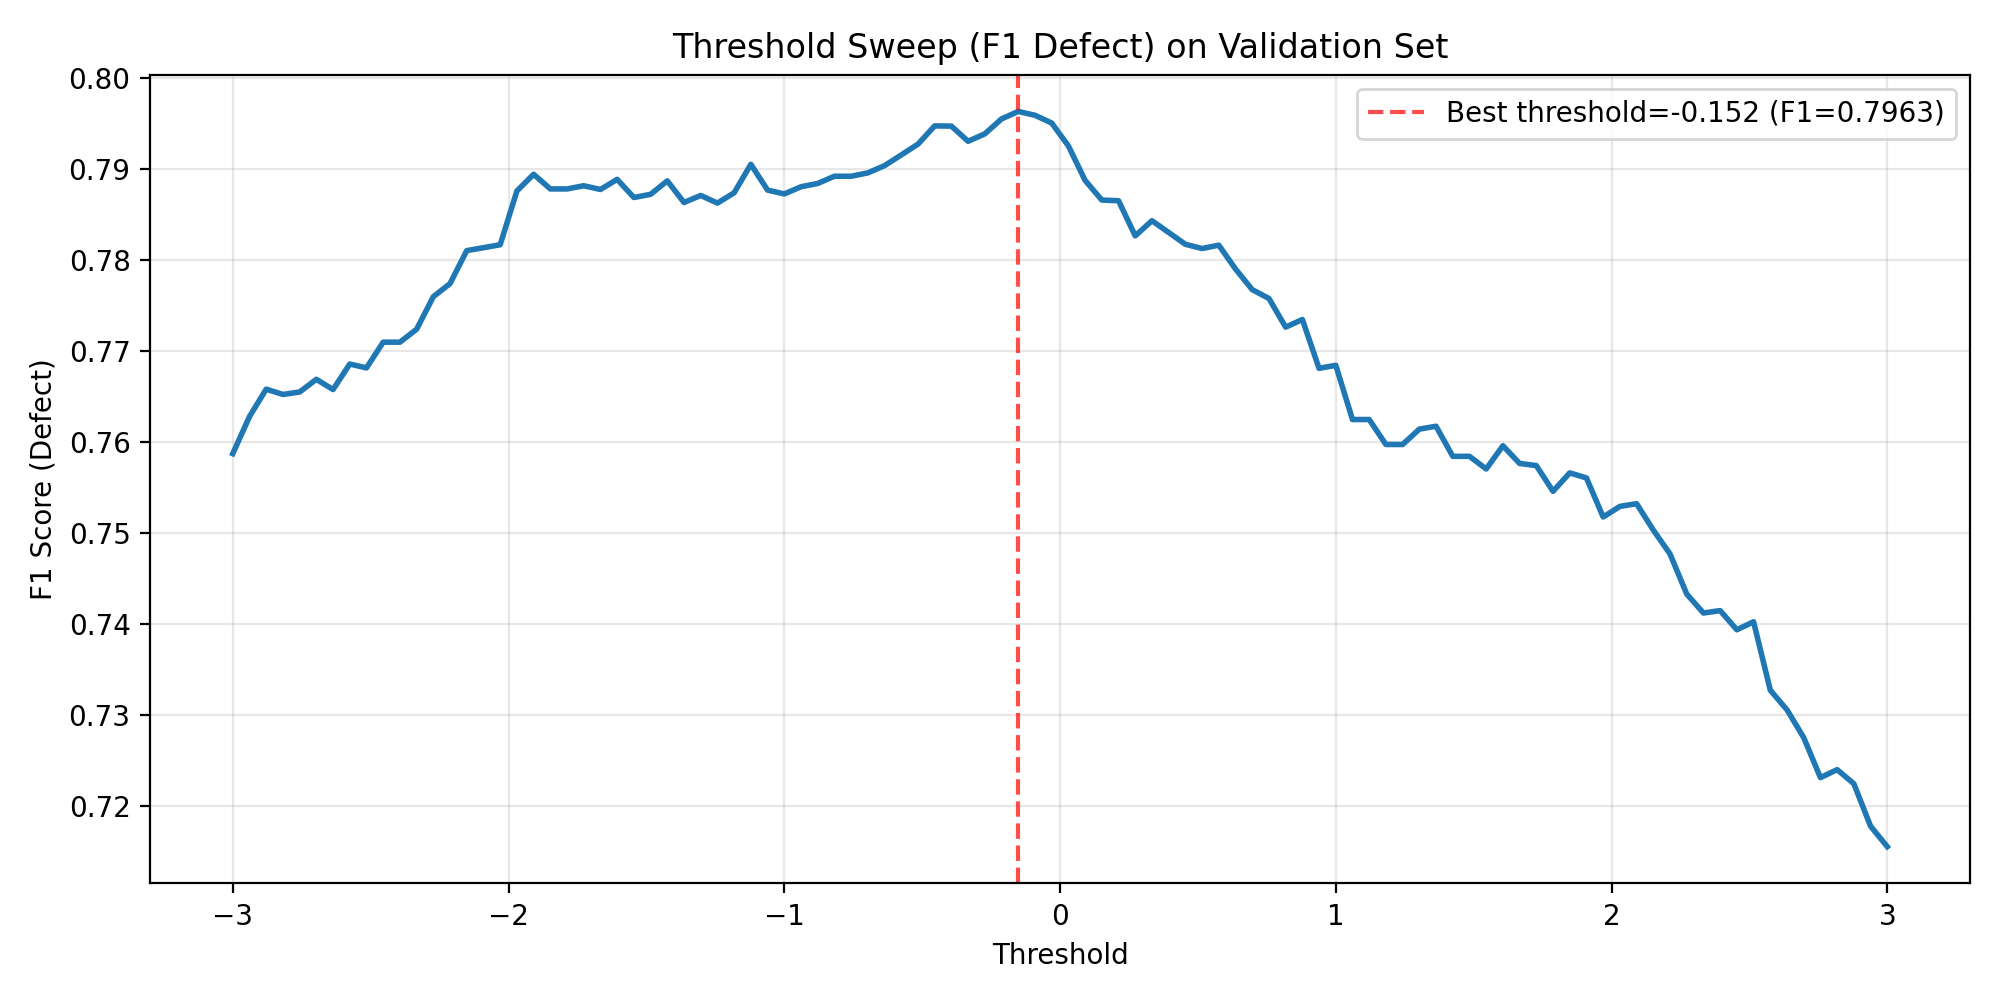 Threshold Sweep (F1 Defect) on Validation Set
Best threshold=-0.152 (F1=0.7963)
F1 Score (Defect)
0.80
0.79
0.78
0.77
0.76
0.75
0.74
0.73
0.72
−3 −2 −1 0 1 2 3
Threshold